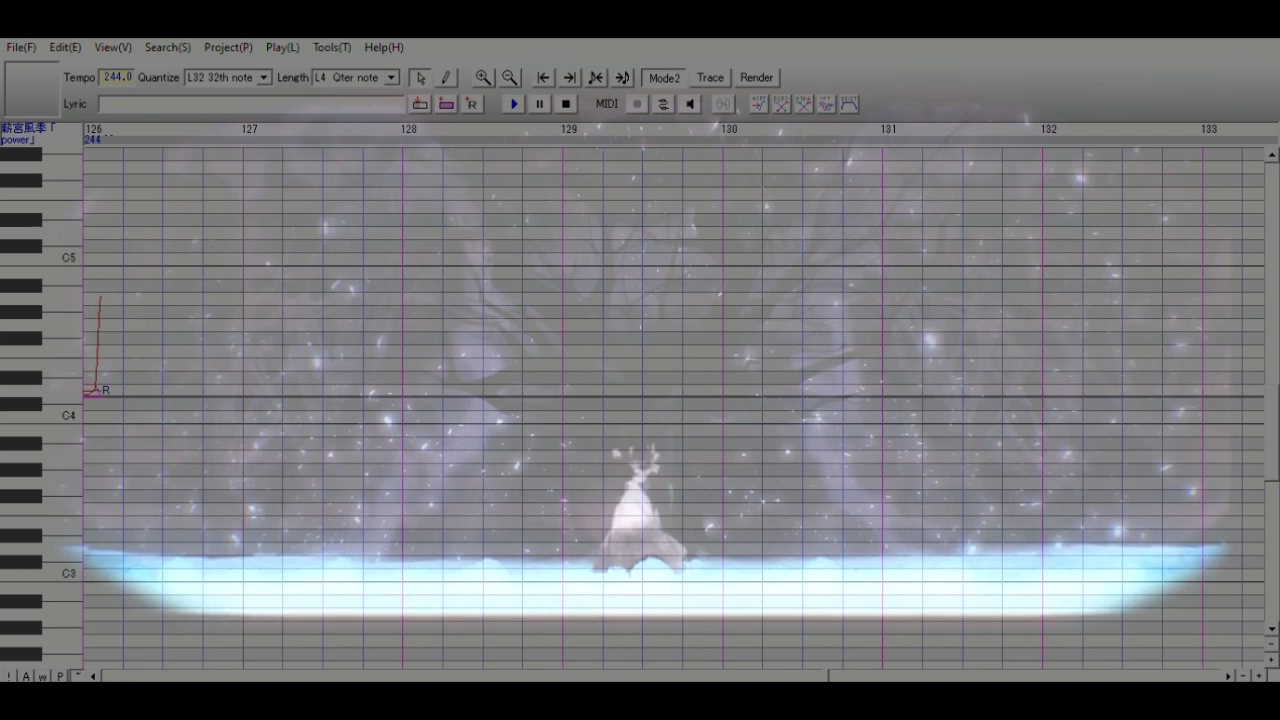 File(F) Edit(E) View(V) Search(S) Project(P) Play(L) Tools(T) Help(H)
Tempo 244.0 Quantize L32 32th note Length L4 Qter note Mode2 Trace Render
Lyric R MIDI
薪宮風季「 126 127 128 129 130 131 132 133
power」 244
C5
R
C4
C3
! A w P